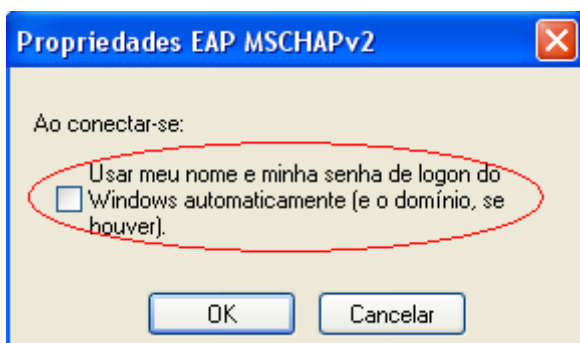 Propriedades EAP MSCHAPv2
Ao conectar-se:
Usar meu nome e minha senha de logon do
Windows automaticamente (e o domínio, se
houver).
OK
Cancelar